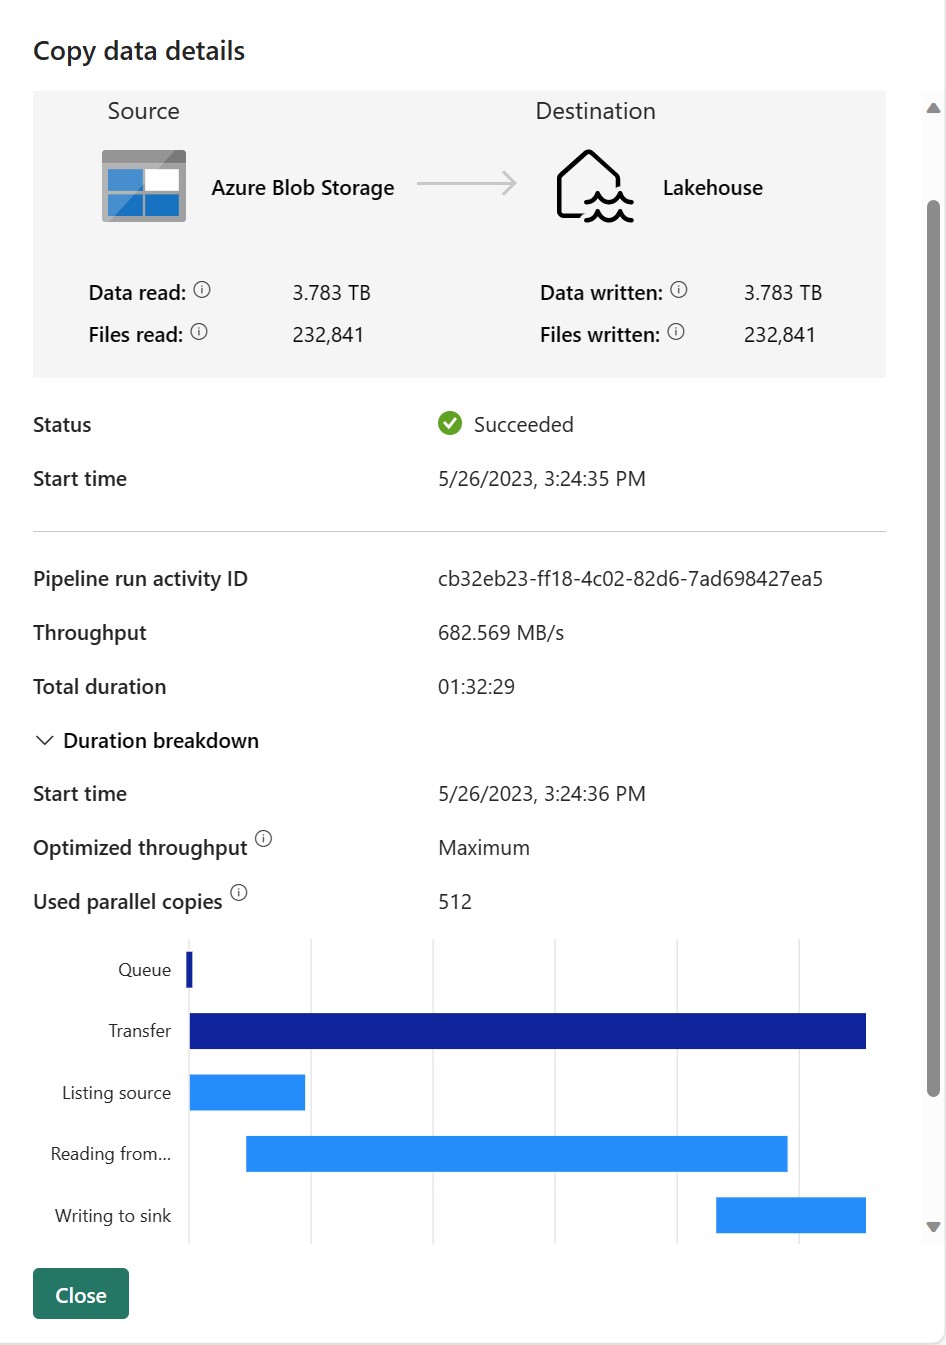 Copy data details
Source
Destination
Azure Blob Storage
Lakehouse
Data read: 3.783 TB
Data written: 3.783 TB
Files read: 232,841
Files written: 232,841
Status Succeeded
Start time 5/26/2023, 3:24:35 PM
Pipeline run activity ID cb32eb23-ff18-4c02-82d6-7ad698427ea5
Throughput 682.569 MB/s
Total duration 01:32:29
Duration breakdown
Start time 5/26/2023, 3:24:36 PM
Optimized throughput Maximum
Used parallel copies 512
Queue
Transfer
Listing source
Reading from...
Writing to sink
Close